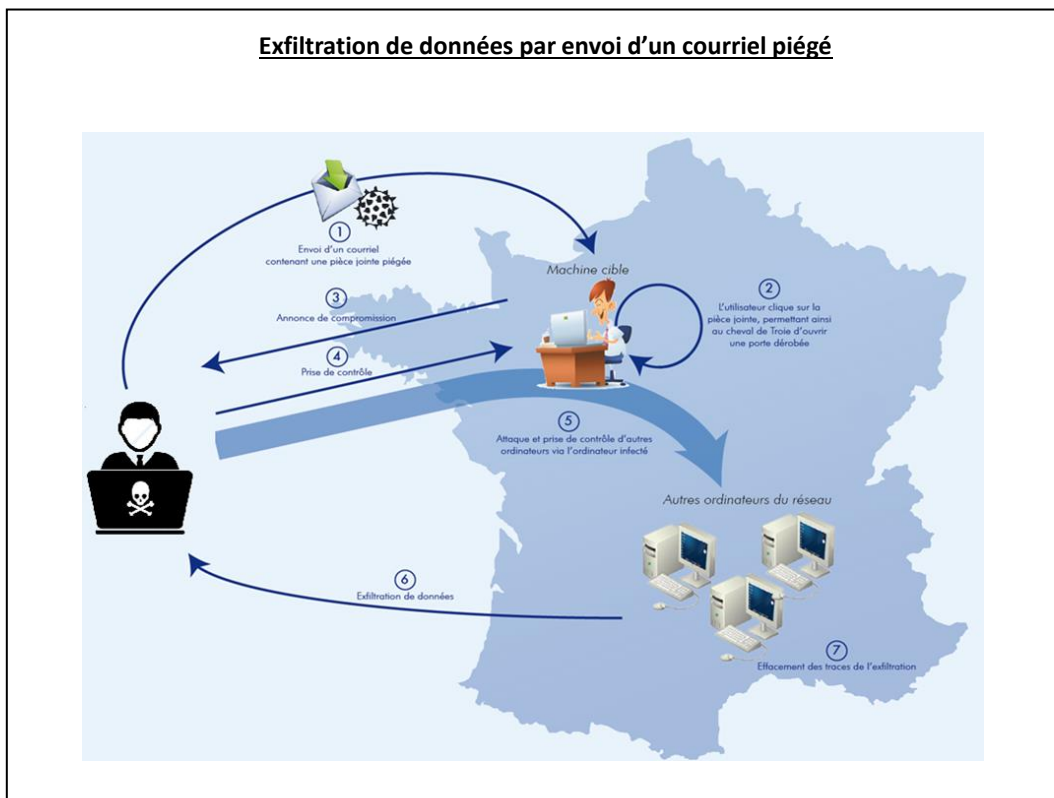 Exfiltration de données par envoi d'un courriel piégé
1
Envoi d'un courriel
contenant une pièce jointe piégée
Machine cible
2
L'utilisateur clique sur la
pièce jointe, permettant ainsi
au cheval de Troie d'ouvrir
une porte dérobée
3
Annonce de compromission
4
Prise de contrôle
5
Attaque et prise de contrôle d'autres
ordinateurs via l'ordinateur infecté
Autres ordinateurs du réseau
6
Exfiltration de données
7
Effacement des traces de l'exfiltration